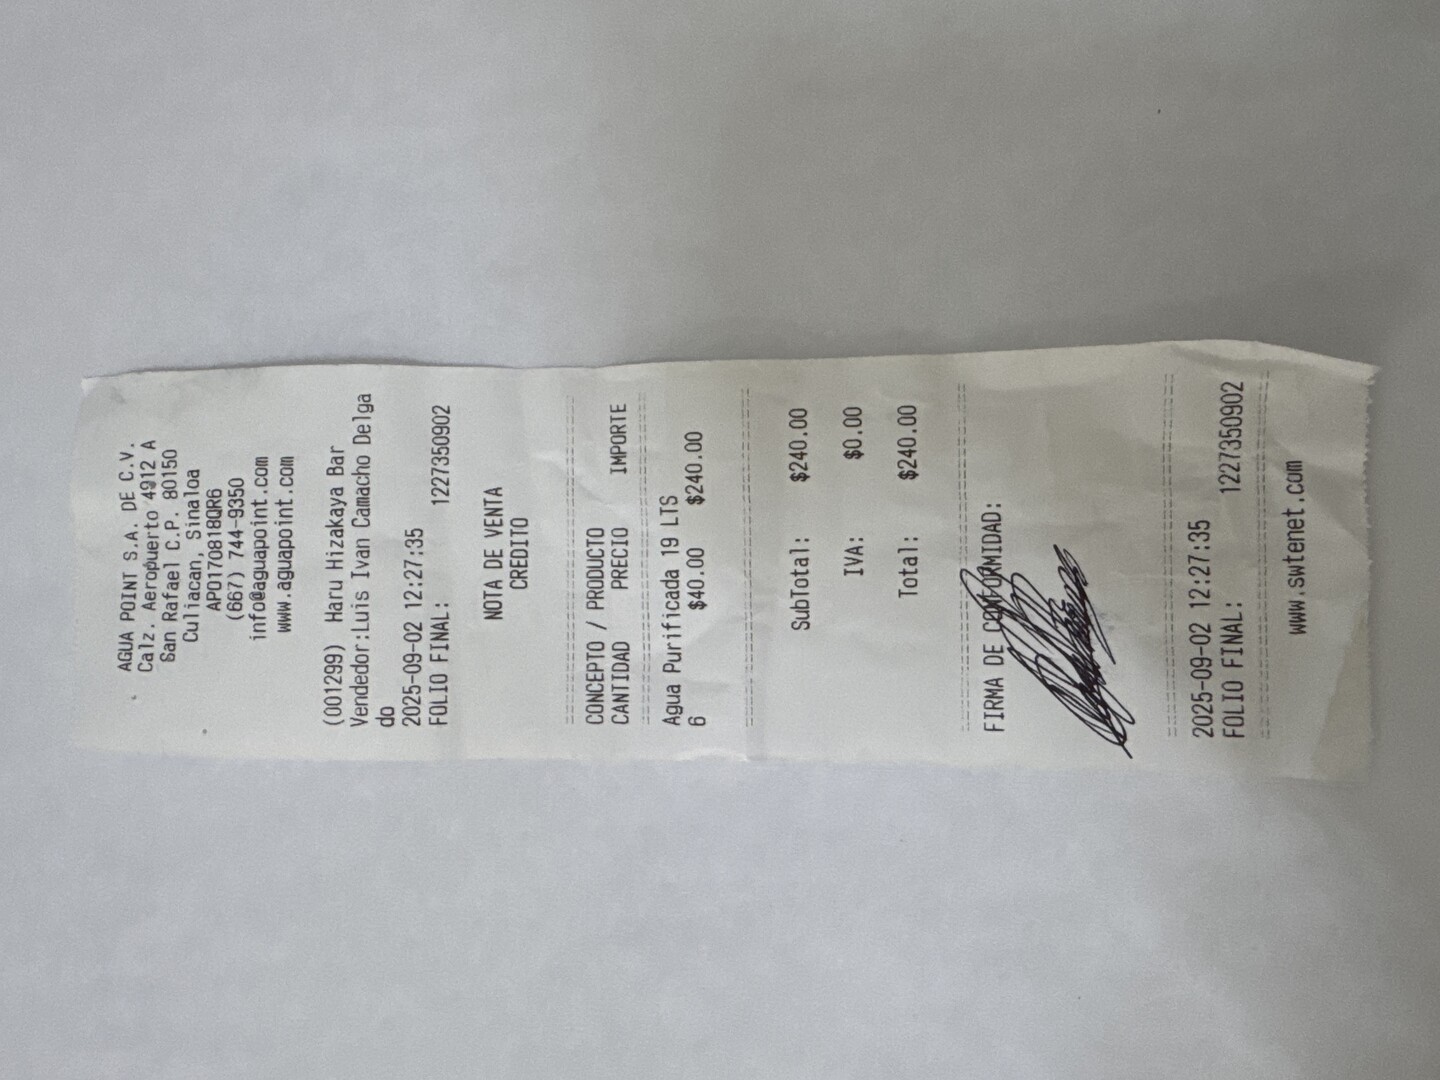 AGUA POINT S.A. DE C.V.
Calz. Aeropuerto 4912 A
San Rafael C.P. 80150
Culiacan, Sinaloa
APO170818QR6
(667) 744-9350
info@aguapoint.com
www.aguapoint.com
(001299) Haru Hizakaya Bar
Vendedor:Luis Ivan Camacho Delga
do
2025-09-02 12:27:35
FOLIO FINAL: 1227350902
NOTA DE VENTA
CREDITO
CONCEPTO / PRODUCTO
CANTIDAD PRECIO IMPORTE
Agua Purificada 19 LTS
6 $40.00 $240.00
SubTotal: $240.00
IVA: $0.00
Total: $240.00
FIRMA DE CONFORMIDAD:
2025-09-02 12:27:35
FOLIO FINAL: 1227350902
www.swtenet.com